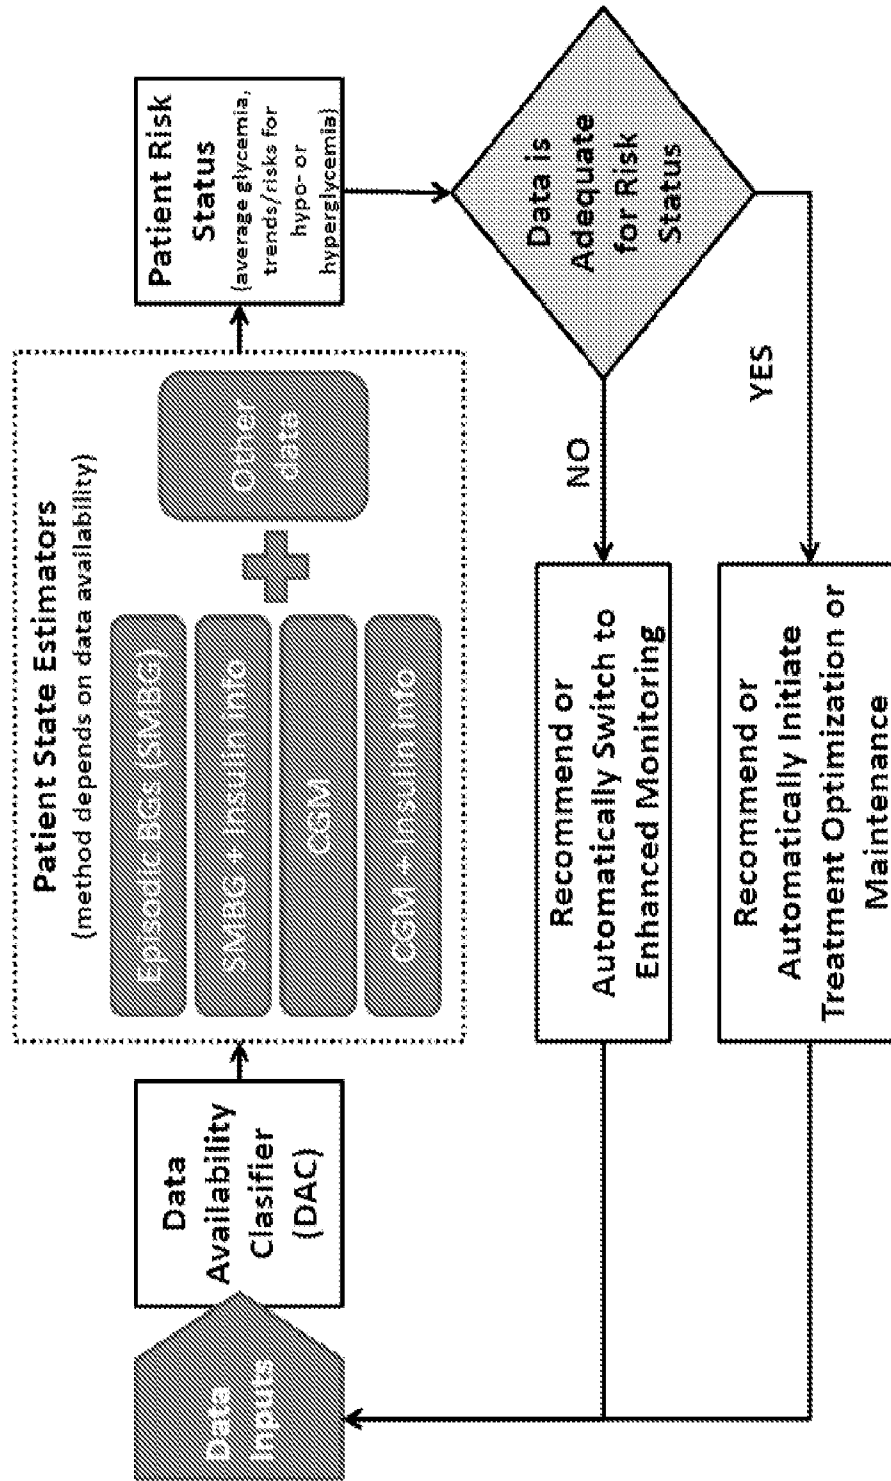 Data
Inputs
Data
Availability
Clasifier
(DAC)
Patient State Estimators
(method depends on data availability)
Episodic BGs (SMBG)
SMBG + Insulin Info
CGM
CGM + Insulin Info
Other
date
Patient Risk
Status
(average glycemia,
trends/risks for
hypo- or
hyperglycemia)
Data is
Adequate
for Risk
Status
NO
YES
Recommend or
Automatically Switch to
Enhanced Monitoring
Recommend or
Automatically Initiate
Treatment Optimization or
Maintenance